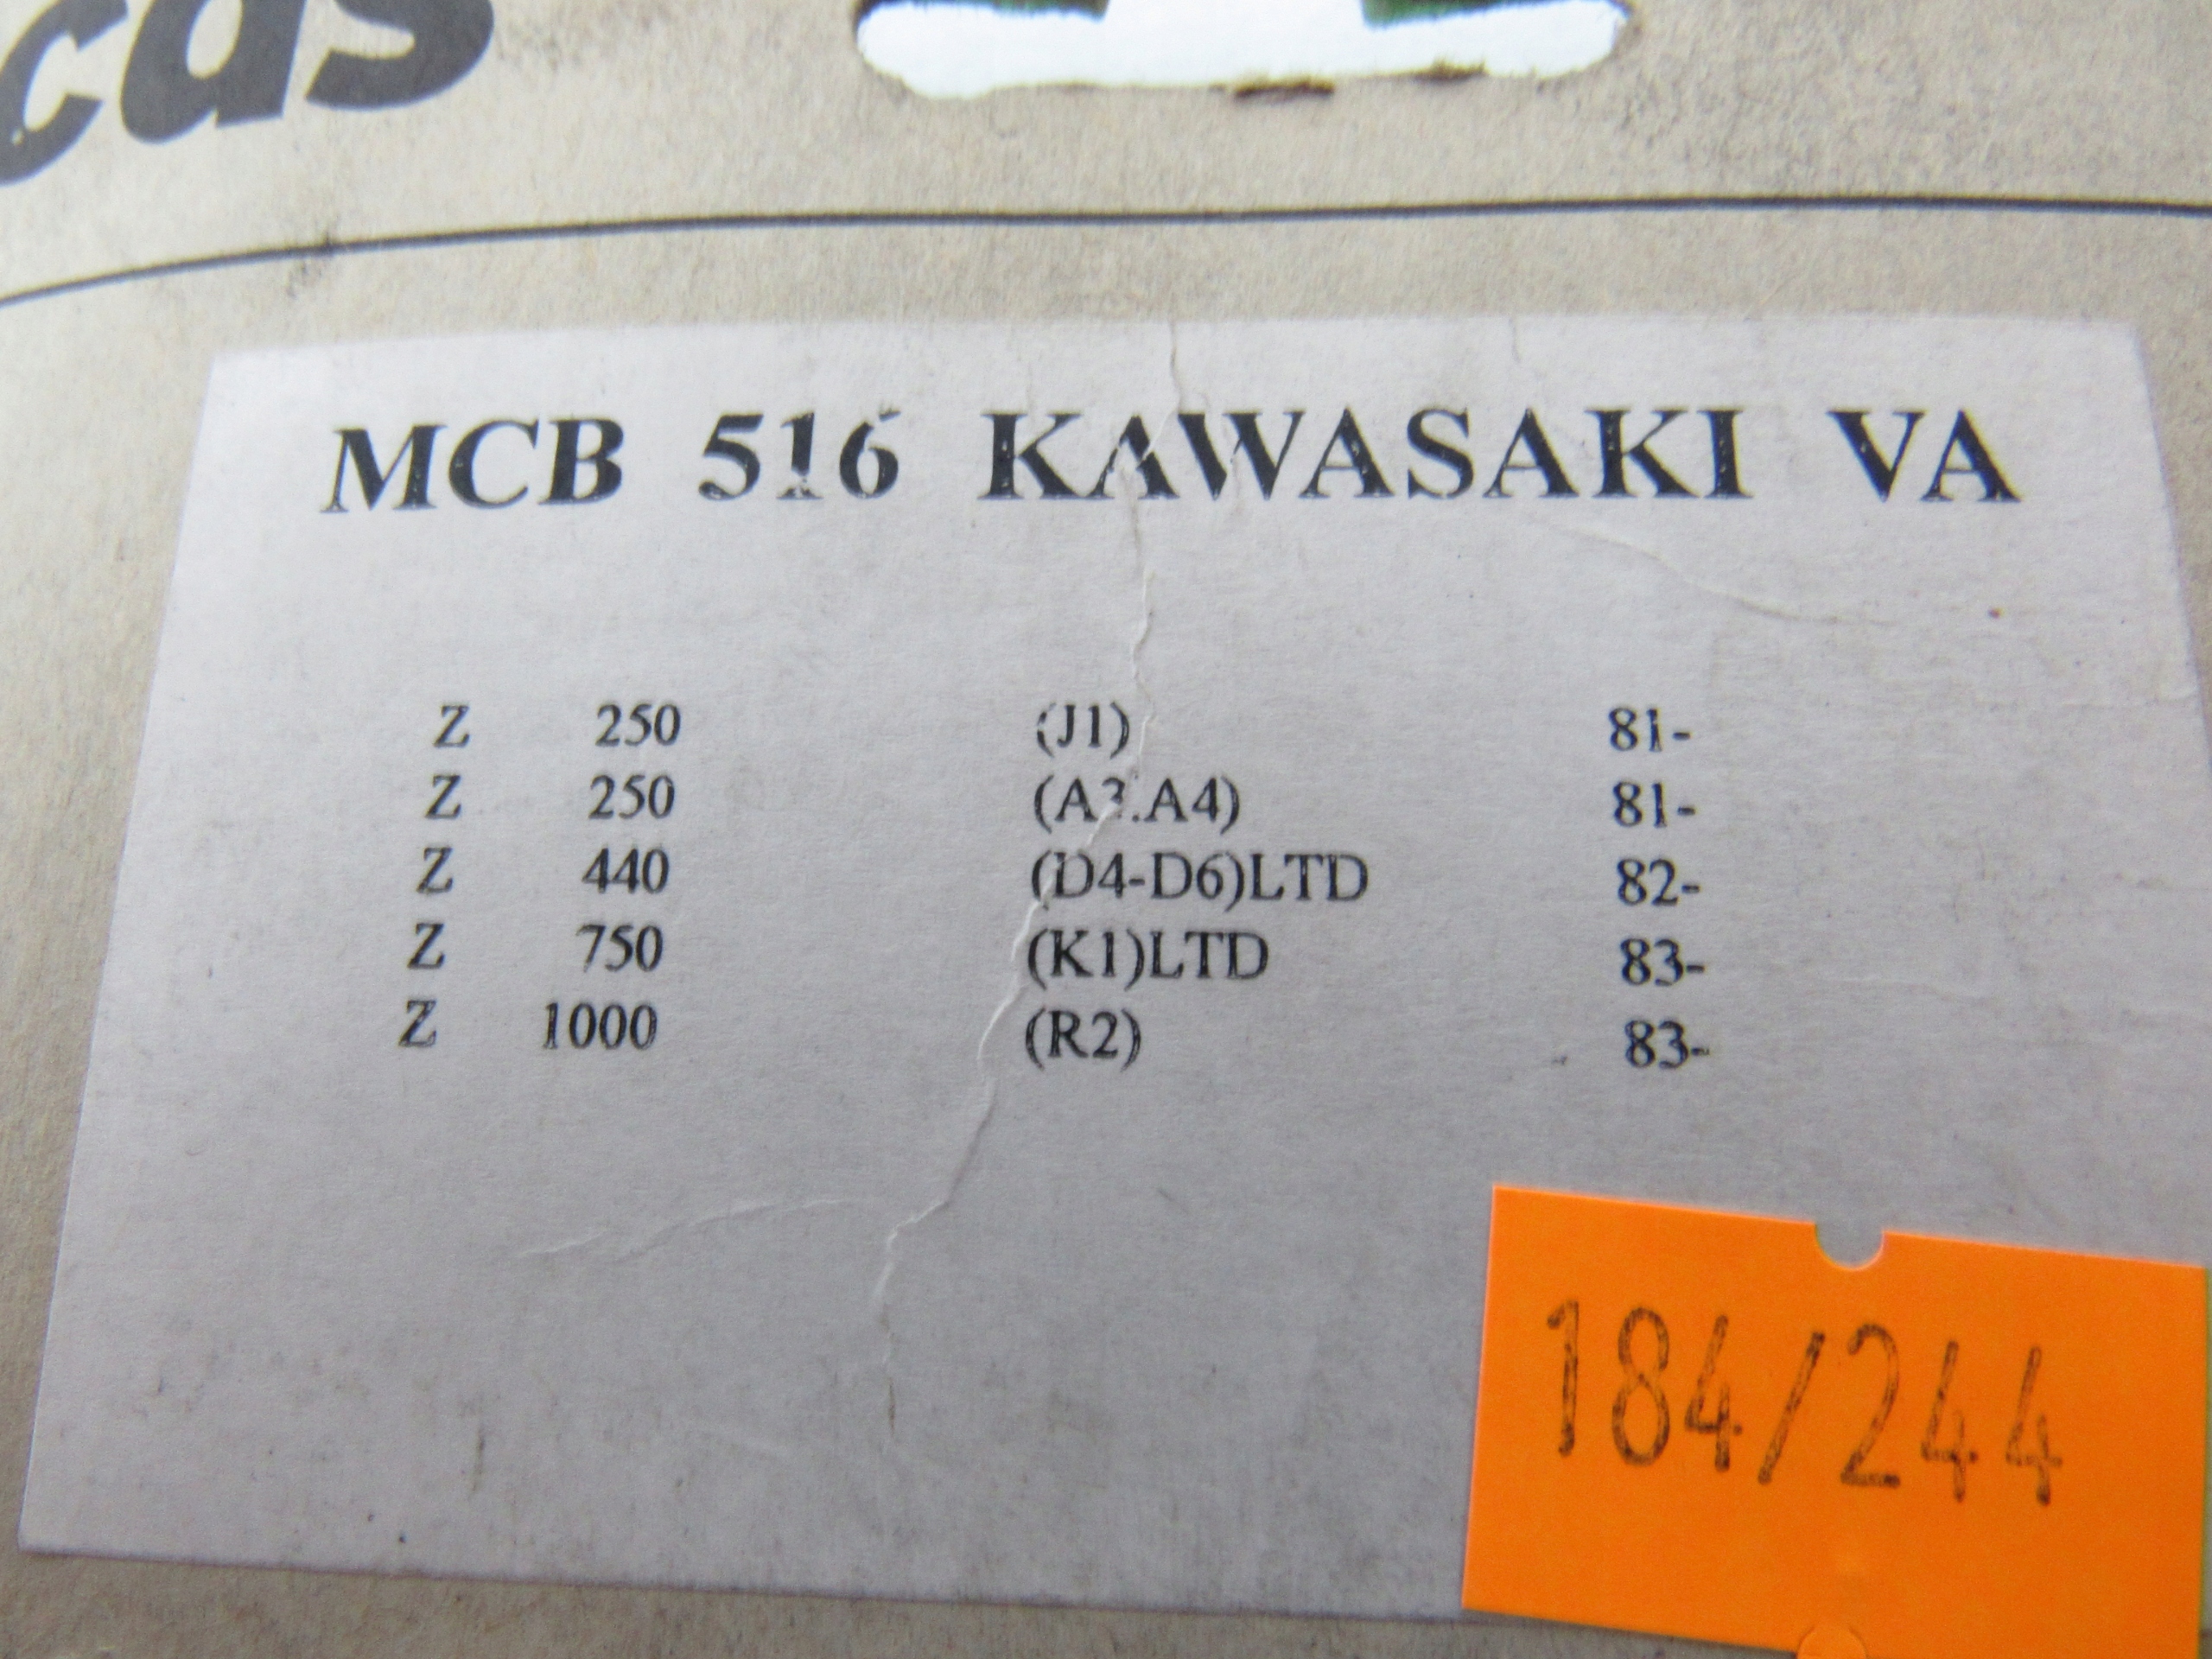 MCB 516 KAWASAKI VA
Z 250 (J1) 81-
Z 250 (A3.A4) 81-
Z 440 (D4-D6)LTD 82-
Z 750 (K1)LTD 83-
Z 1000 (R2) 83-
184/244